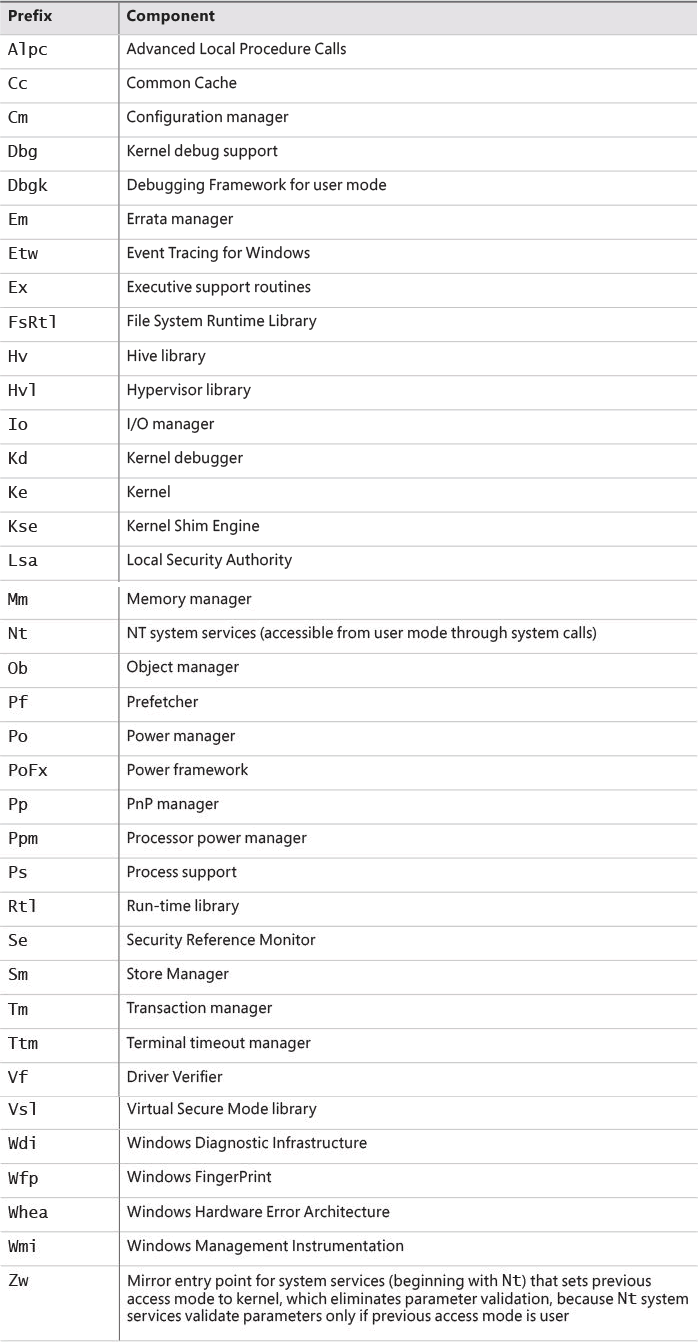 Prefix Component
Alpc Advanced Local Procedure Calls
Cc Common Cache
Cm Configuration manager
Dbg Kernel debug support
Dbgk Debugging Framework for user mode
Em Errata manager
Etw Event Tracing for Windows
Ex Executive support routines
FsRtl File System Runtime Library
Hv Hive library
Hvl Hypervisor library
Io I/O manager
Kd Kernel debugger
Ke Kernel
Kse Kernel Shim Engine
Lsa Local Security Authority
Mm Memory manager
Nt NT system services (accessible from user mode through system calls)
Ob Object manager
Pf Prefetcher
Po Power manager
PoFx Power framework
Pp PnP manager
Ppm Processor power manager
Ps Process support
Rtl Run-time library
Se Security Reference Monitor
Sm Store Manager
Tm Transaction manager
Ttm Terminal timeout manager
Vf Driver Verifier
Vsl Virtual Secure Mode library
Wdi Windows Diagnostic Infrastructure
Wfp Windows FingerPrint
Whea Windows Hardware Error Architecture
Wmi Windows Management Instrumentation
Zw Mirror entry point for system services (beginning with Nt) that sets previous
access mode to kernel, which eliminates parameter validation, because Nt system
services validate parameters only if previous access mode is user